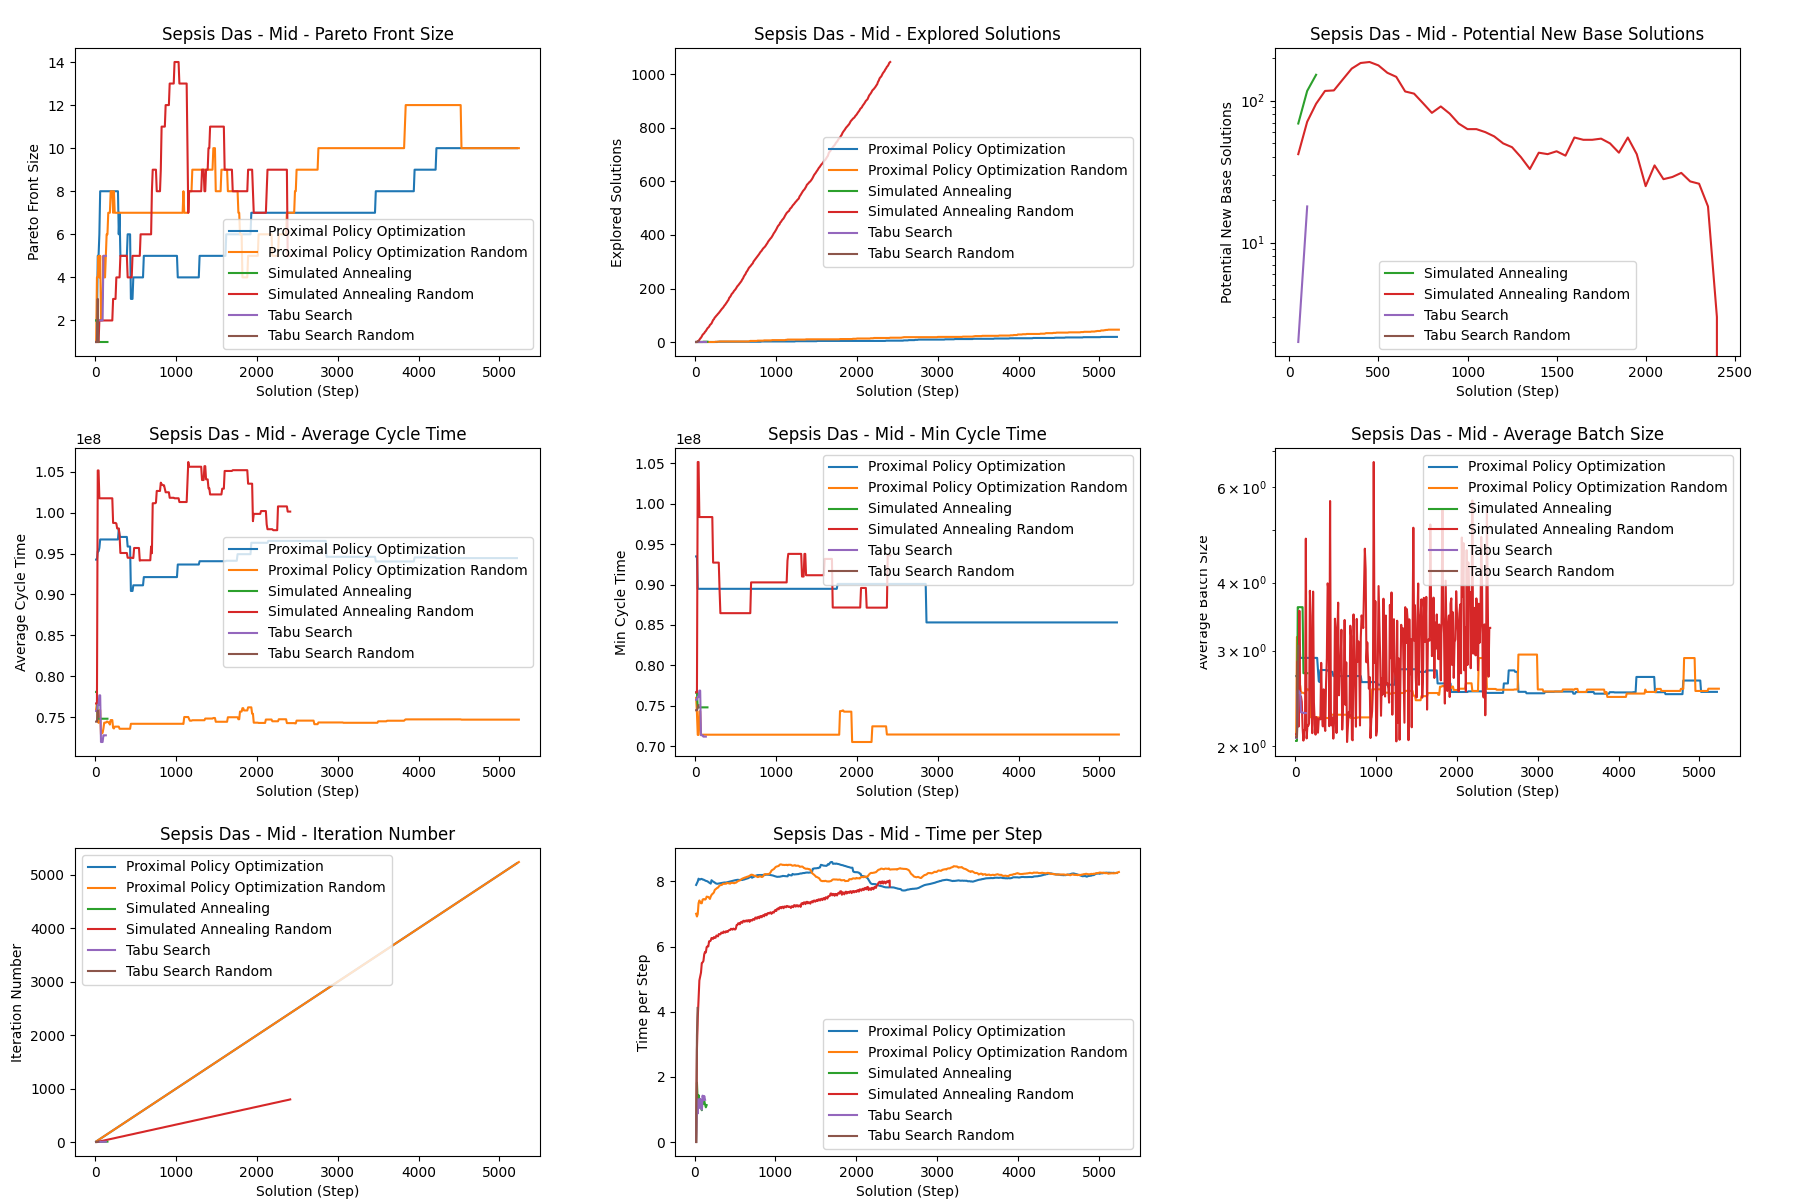 Sepsis Das - Mid - Pareto Front Size
14
12
10
8
6
4
2
Pareto Front Size
Proximal Policy Optimization
Proximal Policy Optimization Random
Simulated Annealing
Simulated Annealing Random
Tabu Search
Tabu Search Random
0 1000 2000 3000 4000 5000
Solution (Step)
Sepsis Das - Mid - Explored Solutions
1000
800
600
400
200
0
Explored Solutions
Proximal Policy Optimization
Proximal Policy Optimization Random
Simulated Annealing
Simulated Annealing Random
Tabu Search
Tabu Search Random
0 1000 2000 3000 4000 5000
Solution (Step)
Sepsis Das - Mid - Potential New Base Solutions
10²
10¹
Potential New Base Solutions
Simulated Annealing
Simulated Annealing Random
Tabu Search
Tabu Search Random
0 500 1000 1500 2000 2500
Solution (Step)
Sepsis Das - Mid - Average Cycle Time
1e8
1.05
1.00
0.95
0.90
0.85
0.80
0.75
Average Cycle Time
Proximal Policy Optimization
Proximal Policy Optimization Random
Simulated Annealing
Simulated Annealing Random
Tabu Search
Tabu Search Random
0 1000 2000 3000 4000 5000
Solution (Step)
Sepsis Das - Mid - Min Cycle Time
1e8
1.05
1.00
0.95
0.90
0.85
0.80
0.75
0.70
Min Cycle Time
Proximal Policy Optimization
Proximal Policy Optimization Random
Simulated Annealing
Simulated Annealing Random
Tabu Search
Tabu Search Random
0 1000 2000 3000 4000 5000
Solution (Step)
Sepsis Das - Mid - Average Batch Size
6 × 10⁰
4 × 10⁰
3 × 10⁰
2 × 10⁰
Average Batch Size
Proximal Policy Optimization
Proximal Policy Optimization Random
Simulated Annealing
Simulated Annealing Random
Tabu Search
Tabu Search Random
0 1000 2000 3000 4000 5000
Solution (Step)
Sepsis Das - Mid - Iteration Number
5000
4000
3000
2000
1000
0
Iteration Number
Proximal Policy Optimization
Proximal Policy Optimization Random
Simulated Annealing
Simulated Annealing Random
Tabu Search
Tabu Search Random
0 1000 2000 3000 4000 5000
Solution (Step)
Sepsis Das - Mid - Time per Step
8
6
4
2
0
Time per Step
Proximal Policy Optimization
Proximal Policy Optimization Random
Simulated Annealing
Simulated Annealing Random
Tabu Search
Tabu Search Random
0 1000 2000 3000 4000 5000
Solution (Step)